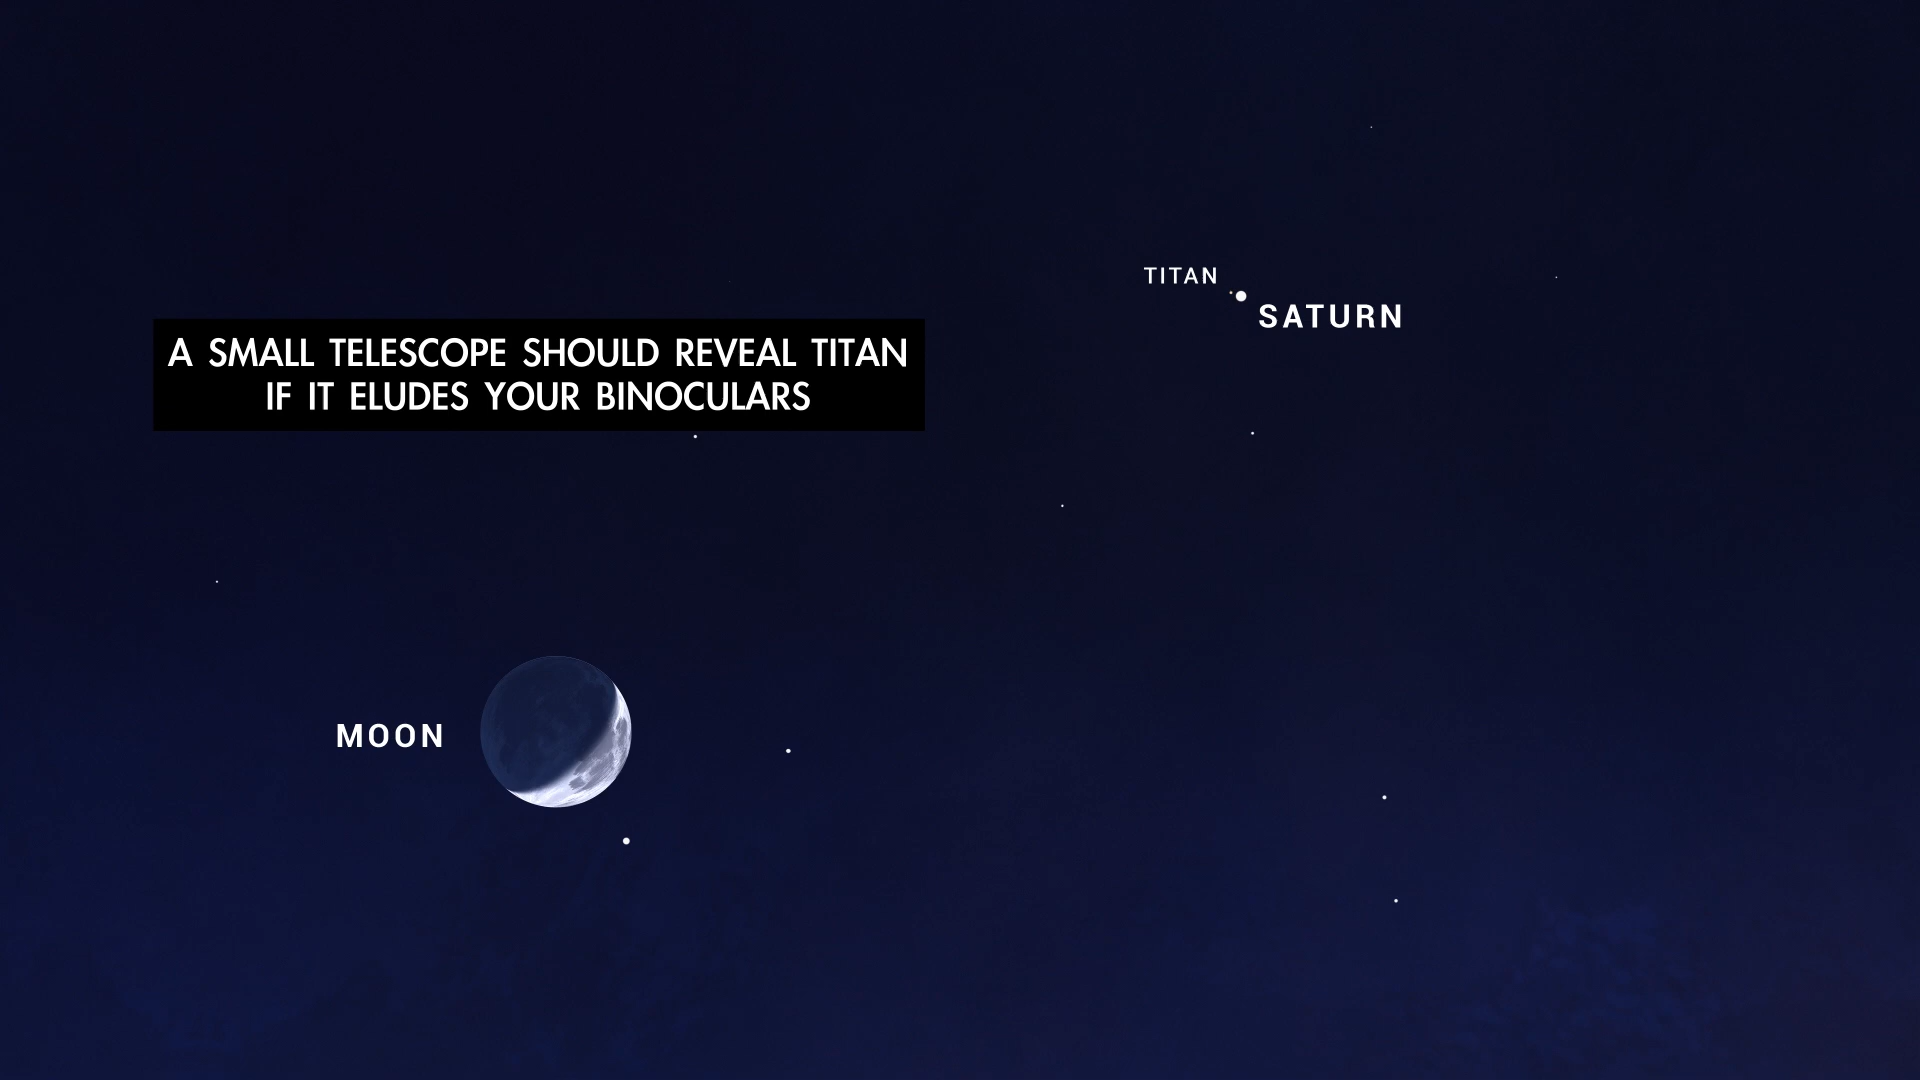 TITAN
SATURN
A SMALL TELESCOPE SHOULD REVEAL TITAN
IF IT ELUDES YOUR BINOCULARS
MOON